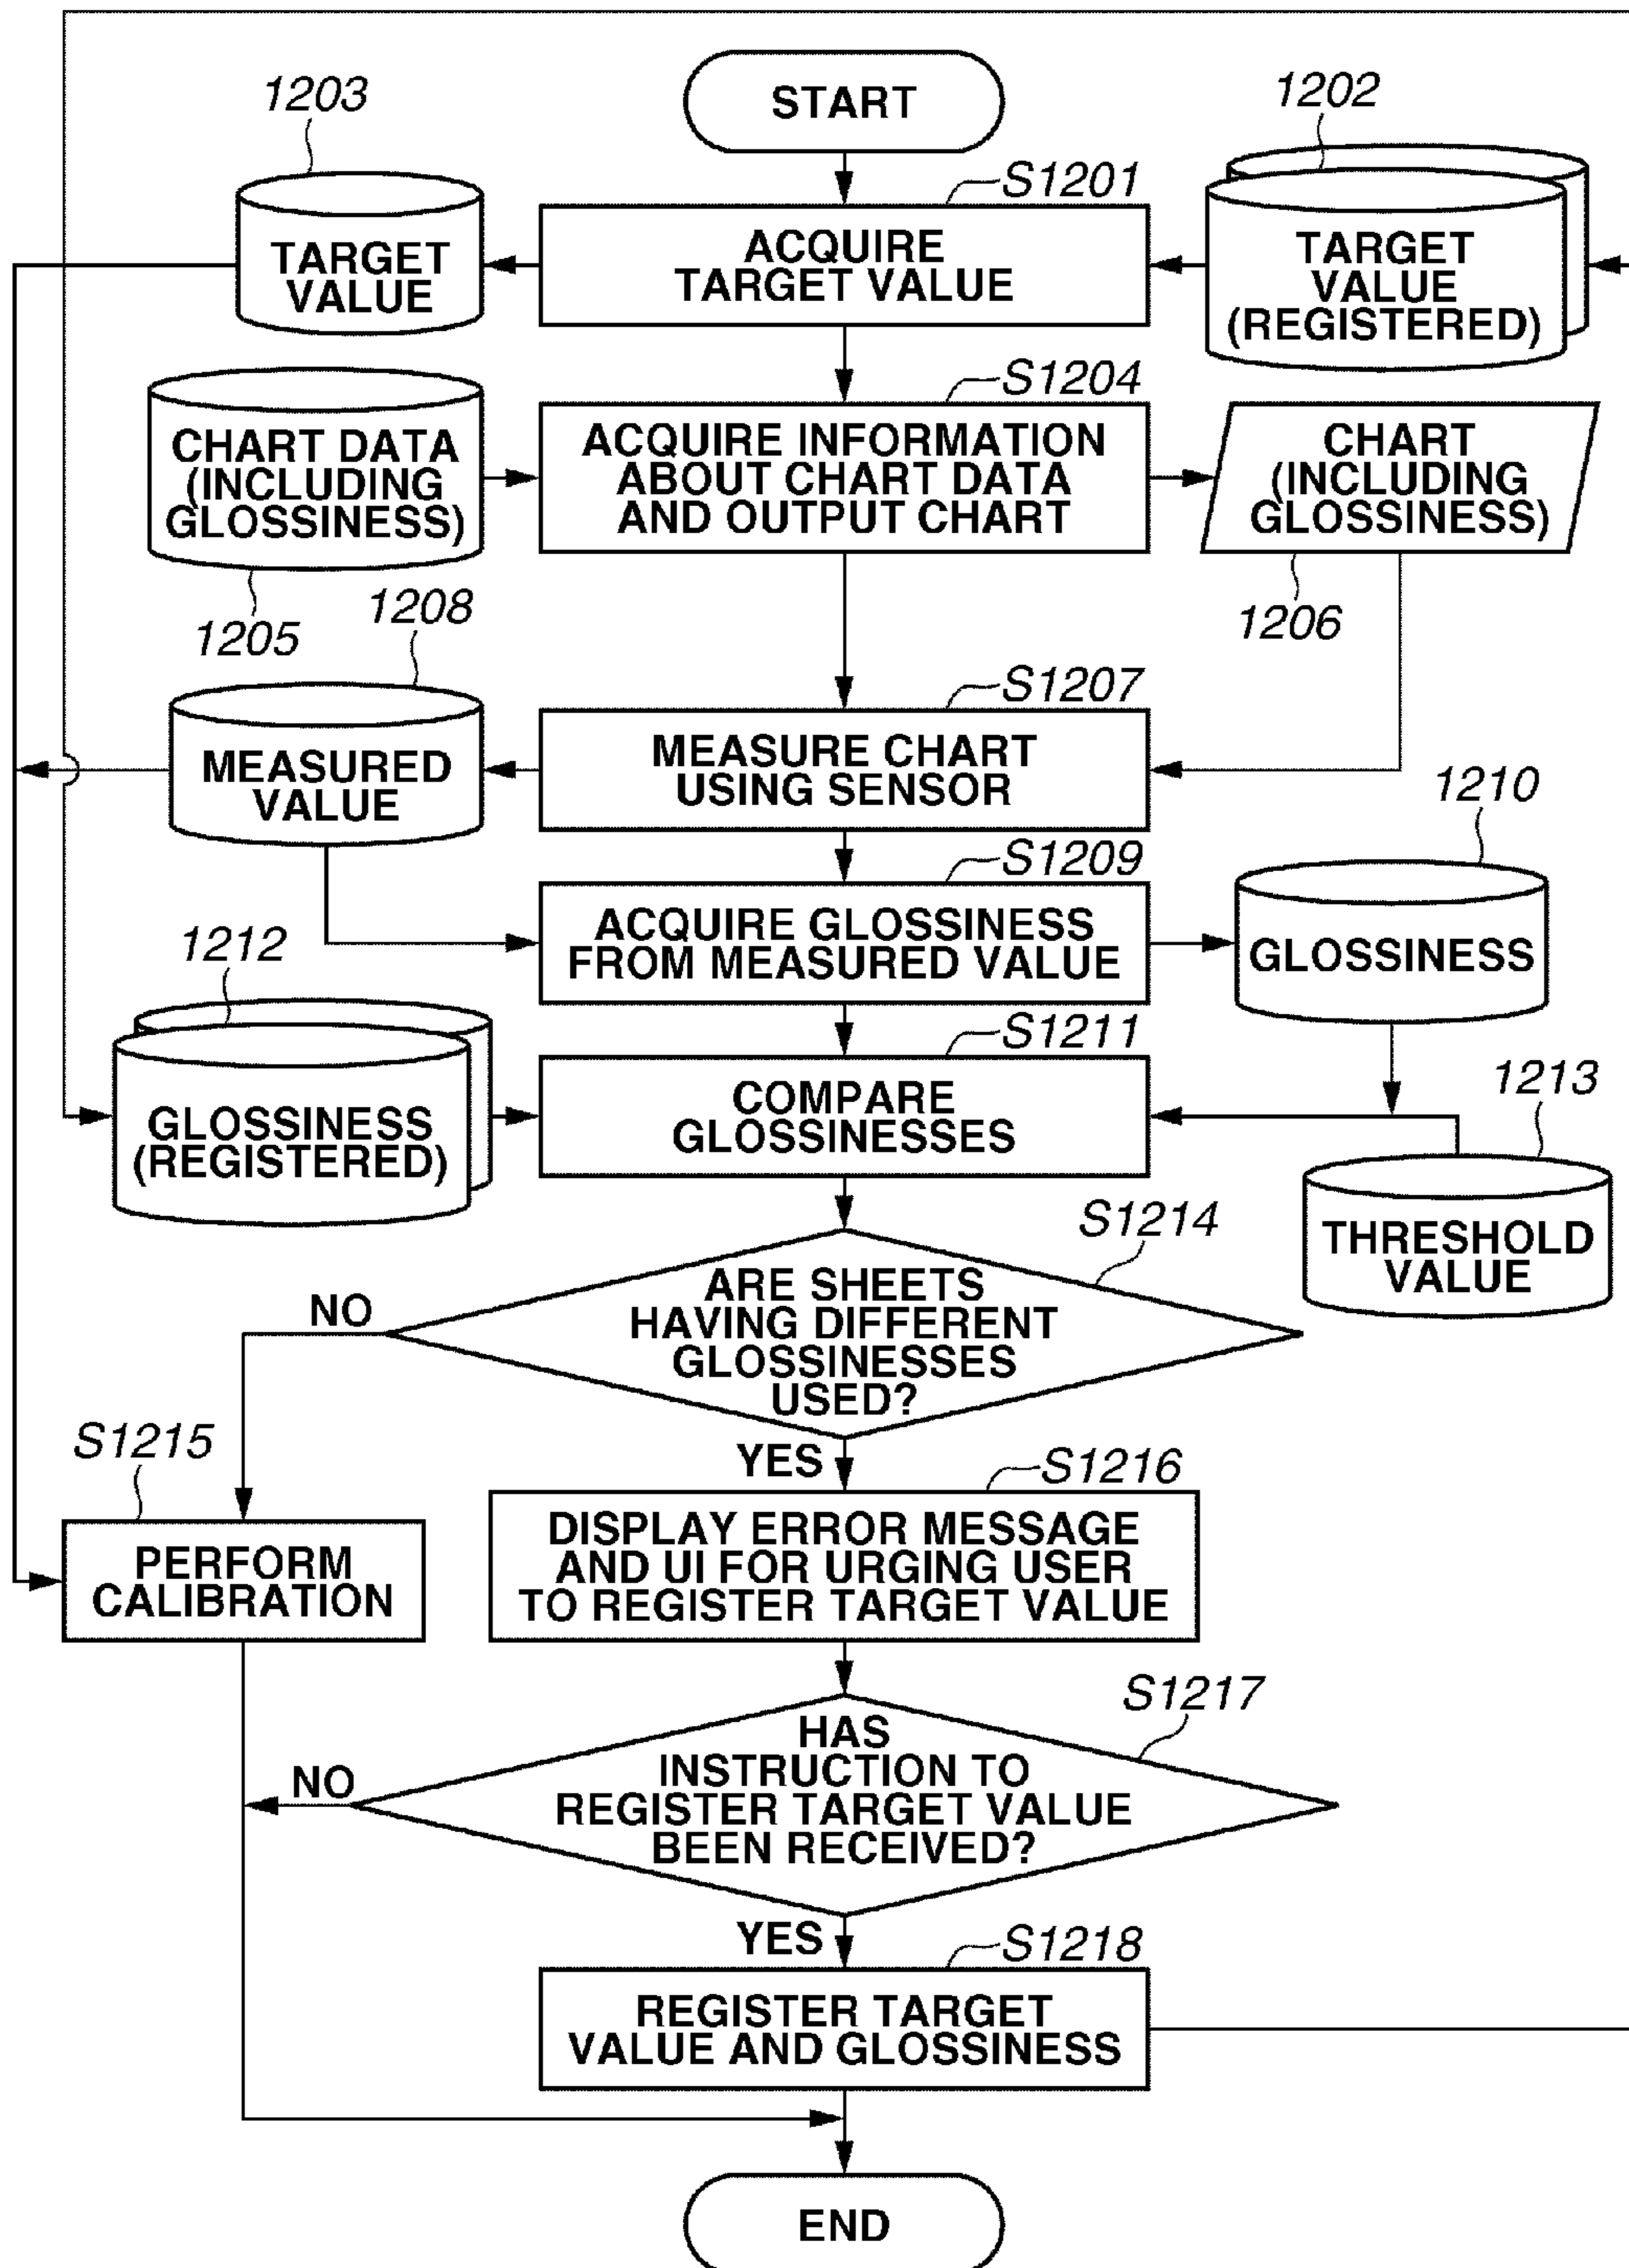 START
1203
1202
S1201
TARGET
VALUE
ACQUIRE
TARGET VALUE
TARGET
VALUE
(REGISTERED)
S1204
CHART DATA
(INCLUDING
GLOSSINESS)
ACQUIRE INFORMATION
ABOUT CHART DATA
AND OUTPUT CHART
CHART
(INCLUDING
GLOSSINESS)
1205
1208
1206
S1207
MEASURED
VALUE
MEASURE CHART
USING SENSOR
1210
S1209
ACQUIRE GLOSSINESS
FROM MEASURED VALUE
GLOSSINESS
1212
S1211
GLOSSINESS
(REGISTERED)
COMPARE
GLOSSINESSES
1213
THRESHOLD
VALUE
S1214
ARE SHEETS
HAVING DIFFERENT
GLOSSINESSES
USED?
NO
YES
S1215
PERFORM
CALIBRATION
S1216
DISPLAY ERROR MESSAGE
AND UI FOR URGING USER
TO REGISTER TARGET VALUE
S1217
HAS
INSTRUCTION TO
REGISTER TARGET VALUE
BEEN RECEIVED?
NO
YES
S1218
REGISTER TARGET
VALUE AND GLOSSINESS
END